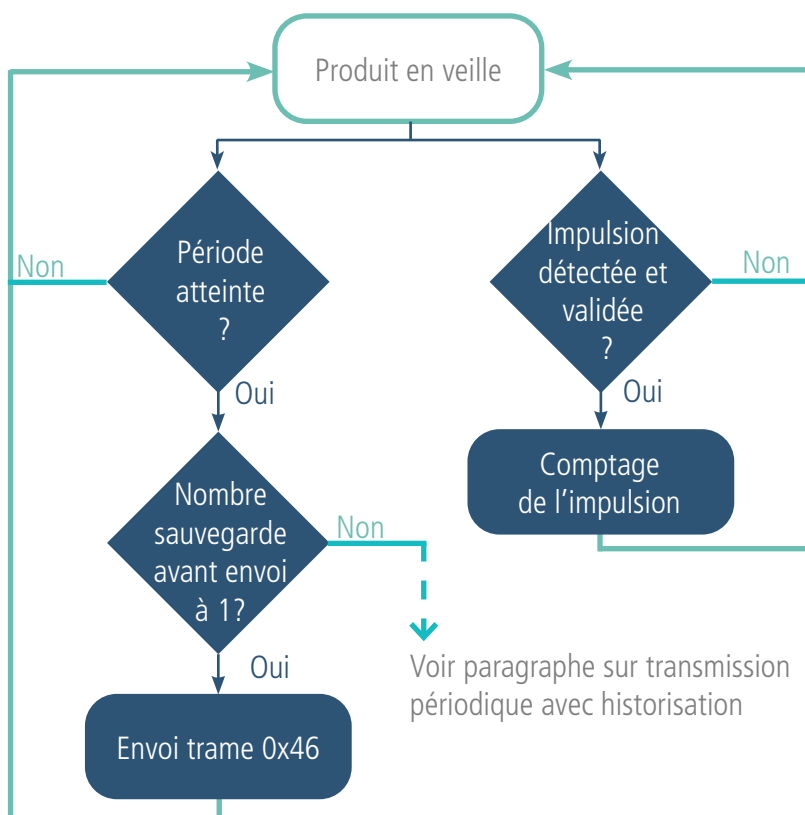 Produit en veille
Non
Période
atteinte
?
Impulsion
détectée et
validée
?
Non
Oui
Oui
Nombre
sauvegarde
avant envoi
à 1?
Non
Comptage
de l'impulsion
Oui
Voir paragraphe sur transmission
périodique avec historisation
Envoi trame 0x46